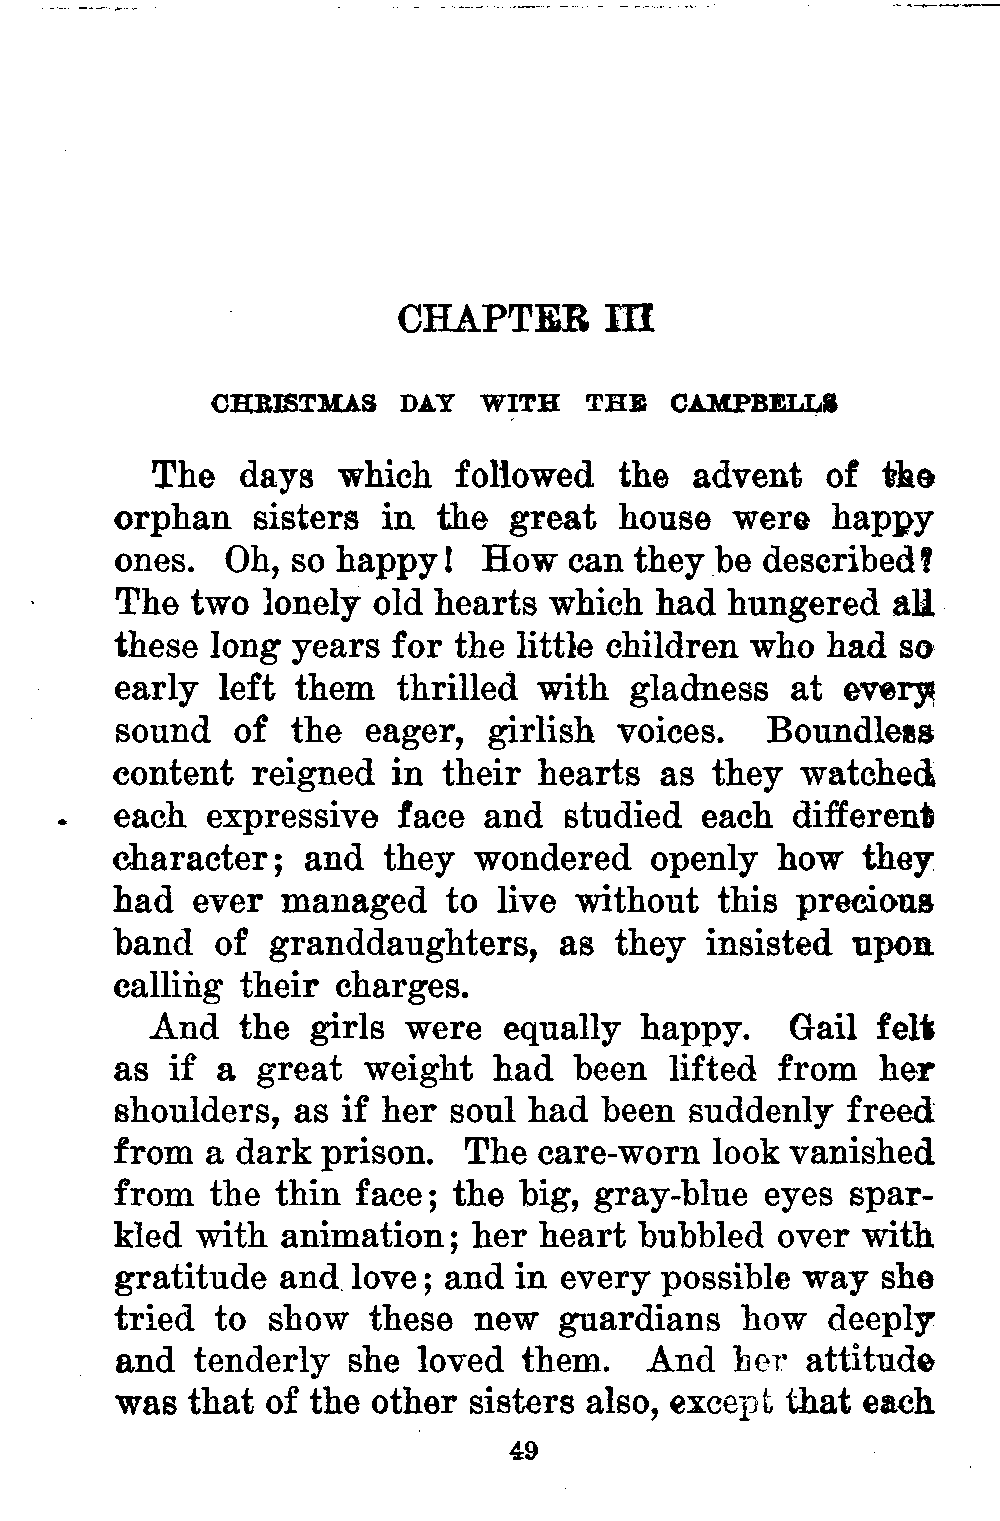 CHAPTER III
CHRISTMAS DAY WITH THE CAMPBELLS
The days which followed the advent of the
orphan sisters in the great house were happy
ones. Oh, so happy! How can they be described?
The two lonely old hearts which had hungered all
these long years for the little children who had so
early left them thrilled with gladness at every
sound of the eager, girlish voices. Boundless
content reigned in their hearts as they watched
each expressive face and studied each different
character; and they wondered openly how they
had ever managed to live without this precious
band of granddaughters, as they insisted upon
calling their charges.
And the girls were equally happy. Gail felt
as if a great weight had been lifted from her
shoulders, as if her soul had been suddenly freed
from a dark prison. The care-worn look vanished
from the thin face; the big, gray-blue eyes spar-
kled with animation; her heart bubbled over with
gratitude and love; and in every possible way she
tried to show these new guardians how deeply
and tenderly she loved them. And her attitude
was that of the other sisters also, except that each
49